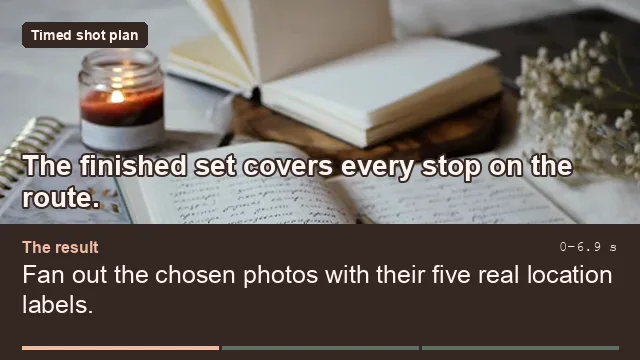 Timed shot plan
The finished set covers every stop on the
route.
The result
0–6.9 s
Fan out the chosen photos with their five real location
labels.